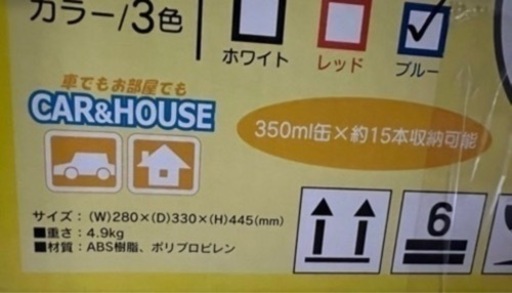 カラー/3色
ホワイト
レッド
ブルー
車でもお部屋でも
CAR&HOUSE
350ml缶×約15本収納可能
サイズ：(W)280×(D)330×(H)445(mm)
■重さ：4.9kg
■材質：ABS樹脂、ポリプロピレン
6